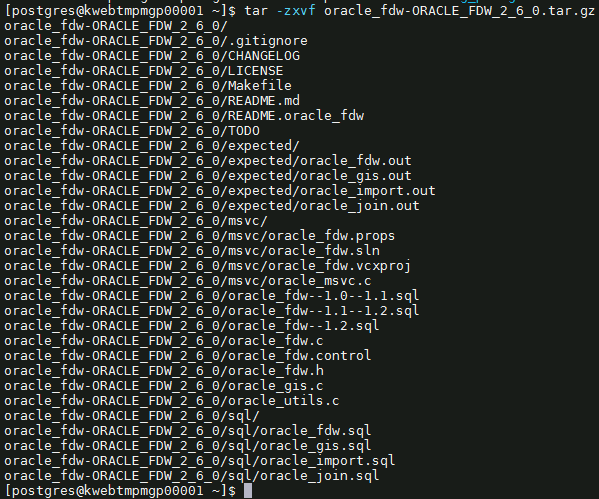 [postgres@kwebtmpmgp00001 ~]$ tar -zxvf oracle_fdw-ORACLE_FDW_2_6_0.tar.gz
oracle_fdw-ORACLE_FDW_2_6_0/
oracle_fdw-ORACLE_FDW_2_6_0/.gitignore
oracle_fdw-ORACLE_FDW_2_6_0/CHANGELOG
oracle_fdw-ORACLE_FDW_2_6_0/LICENSE
oracle_fdw-ORACLE_FDW_2_6_0/Makefile
oracle_fdw-ORACLE_FDW_2_6_0/README.md
oracle_fdw-ORACLE_FDW_2_6_0/README.oracle_fdw
oracle_fdw-ORACLE_FDW_2_6_0/TODO
oracle_fdw-ORACLE_FDW_2_6_0/expected/
oracle_fdw-ORACLE_FDW_2_6_0/expected/oracle_fdw.out
oracle_fdw-ORACLE_FDW_2_6_0/expected/oracle_gis.out
oracle_fdw-ORACLE_FDW_2_6_0/expected/oracle_import.out
oracle_fdw-ORACLE_FDW_2_6_0/expected/oracle_join.out
oracle_fdw-ORACLE_FDW_2_6_0/msvc/
oracle_fdw-ORACLE_FDW_2_6_0/msvc/oracle_fdw.props
oracle_fdw-ORACLE_FDW_2_6_0/msvc/oracle_fdw.sln
oracle_fdw-ORACLE_FDW_2_6_0/msvc/oracle_fdw.vcxproj
oracle_fdw-ORACLE_FDW_2_6_0/msvc/oracle_msvc.c
oracle_fdw-ORACLE_FDW_2_6_0/oracle_fdw--1.0--1.1.sql
oracle_fdw-ORACLE_FDW_2_6_0/oracle_fdw--1.1--1.2.sql
oracle_fdw-ORACLE_FDW_2_6_0/oracle_fdw--1.2.sql
oracle_fdw-ORACLE_FDW_2_6_0/oracle_fdw.c
oracle_fdw-ORACLE_FDW_2_6_0/oracle_fdw.control
oracle_fdw-ORACLE_FDW_2_6_0/oracle_fdw.h
oracle_fdw-ORACLE_FDW_2_6_0/oracle_gis.c
oracle_fdw-ORACLE_FDW_2_6_0/oracle_utils.c
oracle_fdw-ORACLE_FDW_2_6_0/sql/
oracle_fdw-ORACLE_FDW_2_6_0/sql/oracle_fdw.sql
oracle_fdw-ORACLE_FDW_2_6_0/sql/oracle_gis.sql
oracle_fdw-ORACLE_FDW_2_6_0/sql/oracle_import.sql
oracle_fdw-ORACLE_FDW_2_6_0/sql/oracle_join.sql
[postgres@kwebtmpmgp00001 ~]$